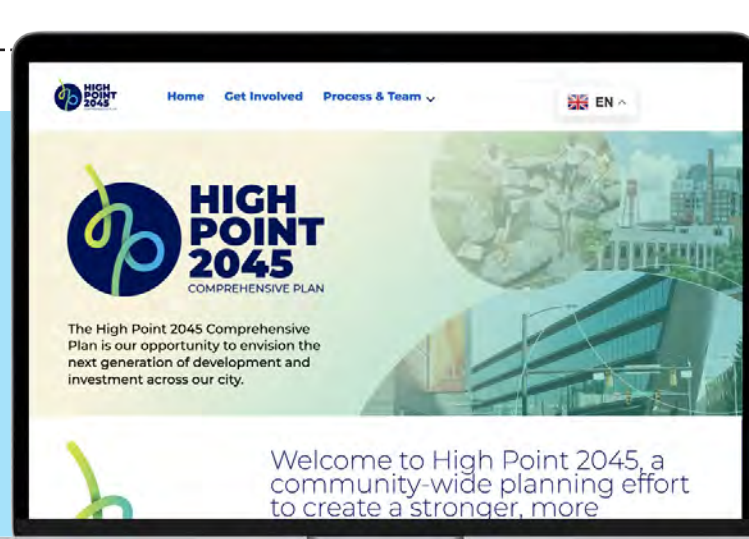 HIGH
POINT
2045
Home Get Involved Process & Team
EN
HIGH
POINT
2045
COMPREHENSIVE PLAN
The High Point 2045 Comprehensive
Plan is our opportunity to envision the
next generation of development and
investment across our city.
Welcome to High Point 2045, a
community-wide planning effort
to create a stronger, more